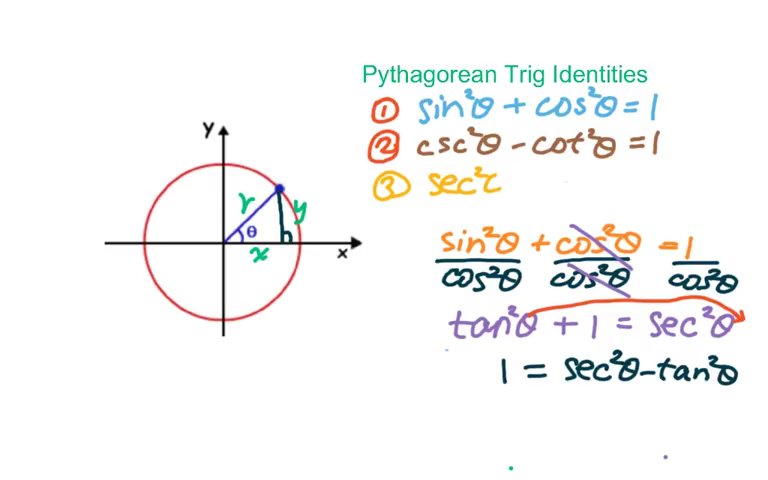 Pythagorean Trig Identities
① sin²θ + cos²θ = 1
② csc²θ - cot²θ = 1
③ sec²
y
r
y
θ
x
x
sin²θ/cos²θ + cos²θ/cos²θ = 1/cos²θ
tan²θ + 1 = sec²θ
1 = sec²θ - tan²θ